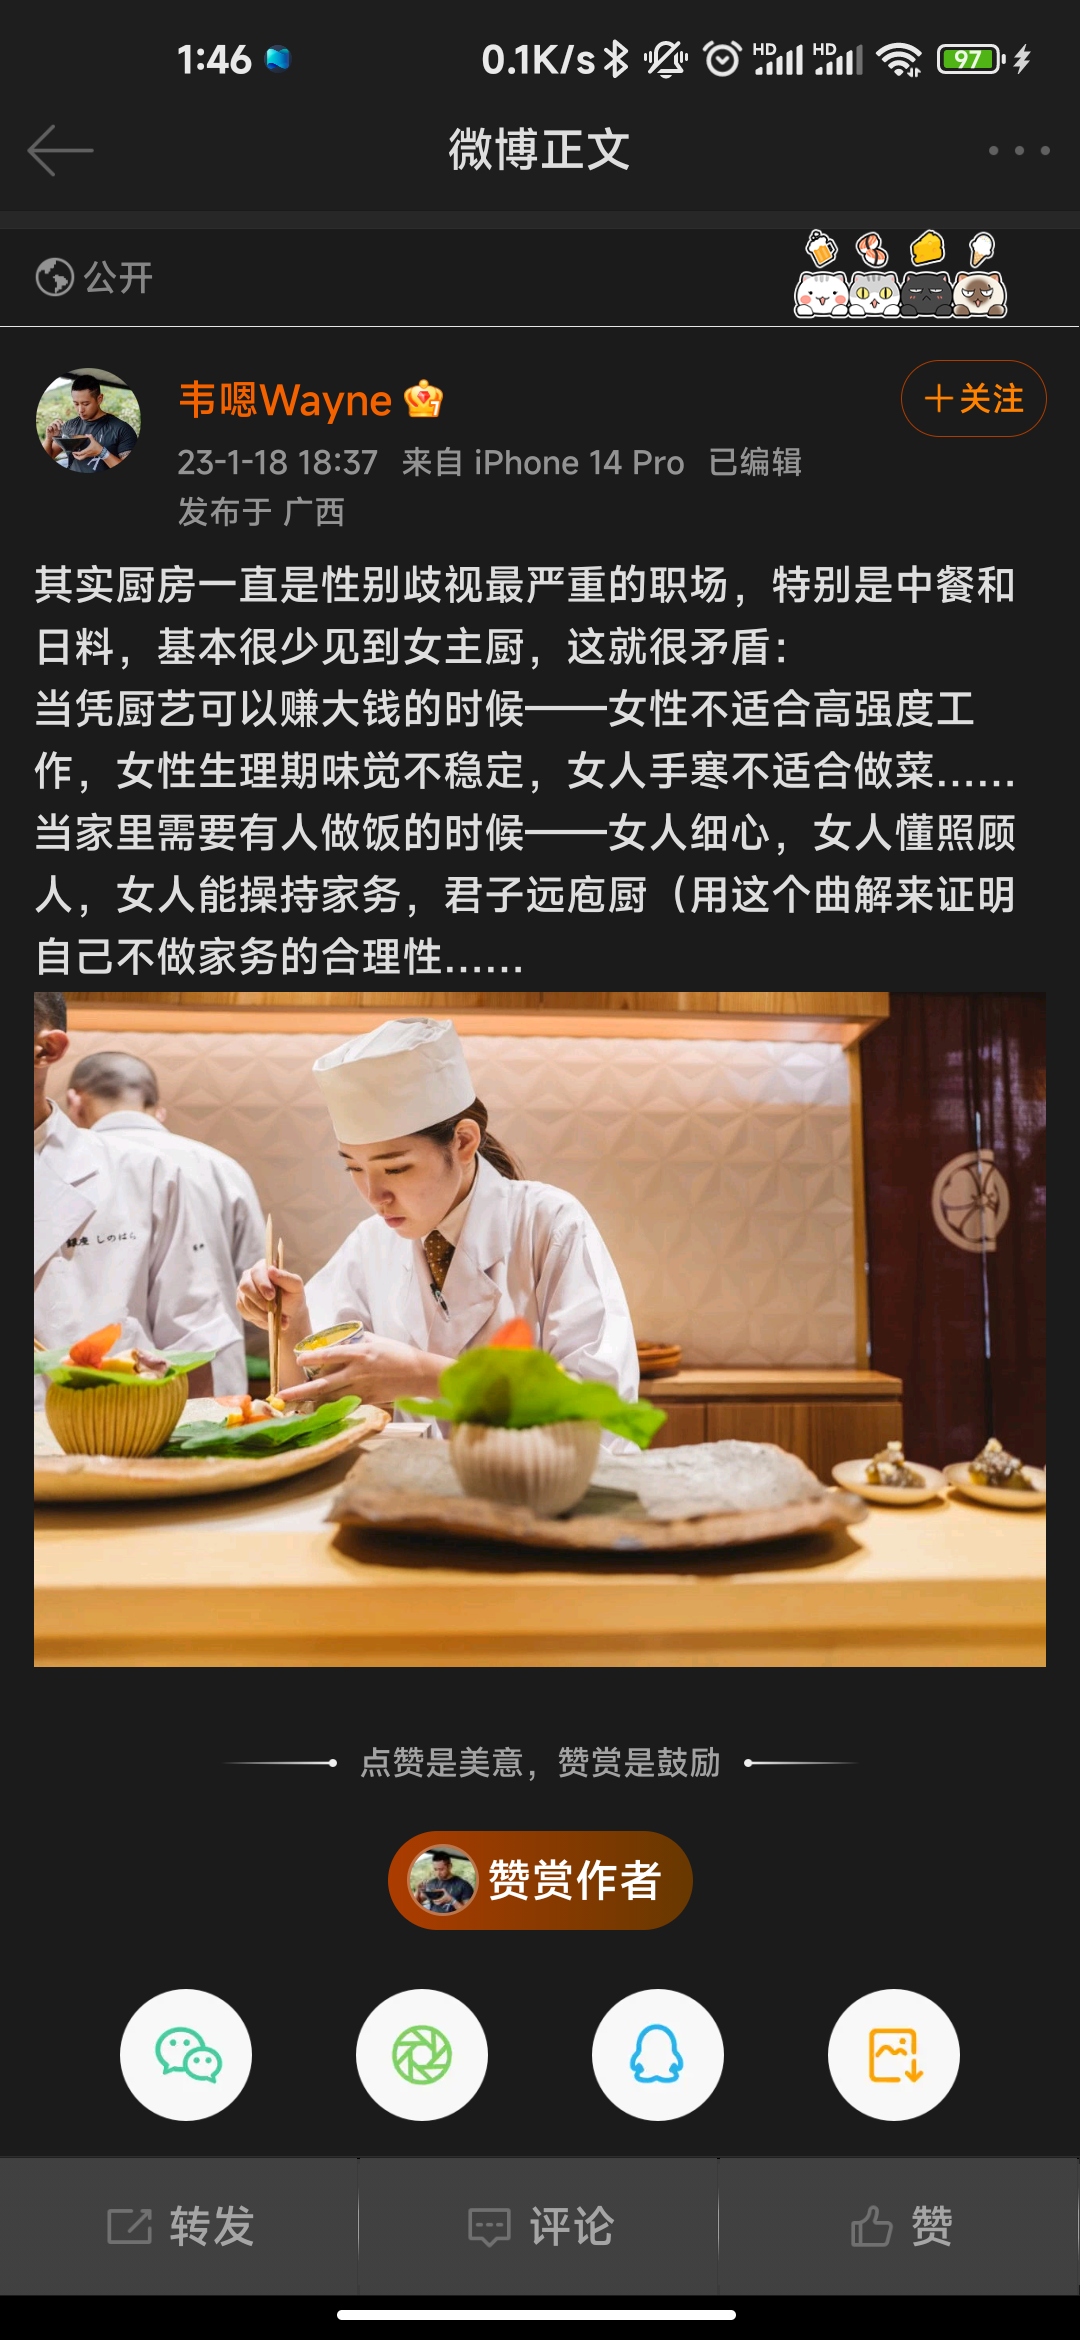 1:46
0.1K/s HD HD 97
微博正文
公开
韦嗯Wayne
+关注
23-1-18 18:37 来自 iPhone 14 Pro 已编辑
发布于 广西
其实厨房一直是性别歧视最严重的职场，特别是中餐和
日料，基本很少见到女主厨，这就很矛盾：
当凭厨艺可以赚大钱的时候——女性不适合高强度工
作，女性生理期味觉不稳定，女人手寒不适合做菜……
当家里需要有人做饭的时候——女人细心，女人懂照顾
人，女人能操持家务，君子远庖厨（用这个曲解来证明
自己不做家务的合理性……
銀座 しのはら
点赞是美意，赞赏是鼓励
赞赏作者
转发
评论
赞